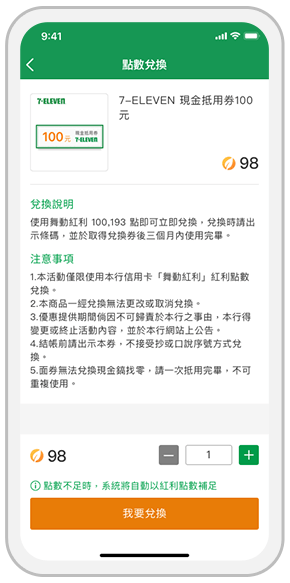 9:41
點數兌換
7-ELEVEN
100元 現金抵用券
7-ELEVEN
7-ELEVEN 現金抵用券100
元
98
兌換說明
使用舞動紅利 100,193 點即可立即兌換，兌換時請出
示條碼，並於取得兌換券後三個月內使用完畢。
注意事項
1.本活動僅限使用本行信用卡「舞動紅利」紅利點數
兌換。
2.本商品一經兌換無法更改或取消兌換。
3.優惠提供期間倘因不可歸責於本行之事由，本行得
變更或終止活動內容，並於本行網站上公告。
4.結帳前請出示本券，不接受抄或口說序號方式兌
換。
5.面券無法兌換現金鎬找零，請一次抵用完畢，不可
重複使用。
98
1
點數不足時，系統將自動以紅利點數補足
我要兌換